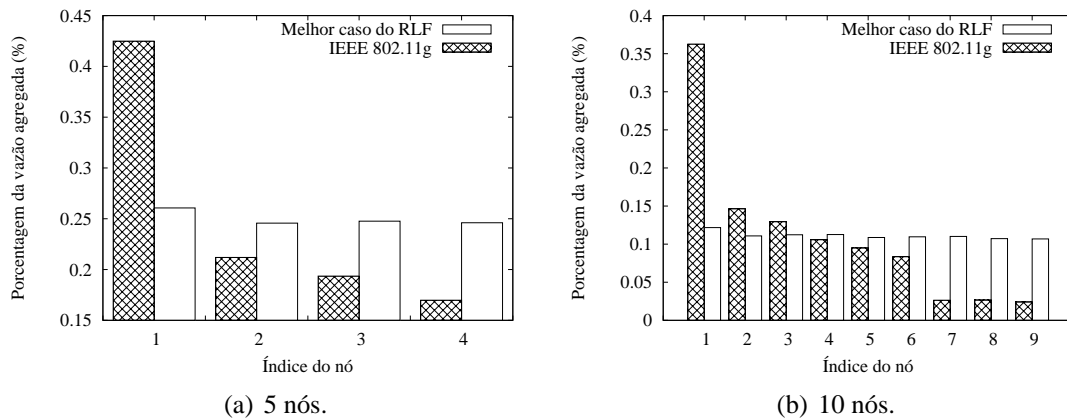 0.45
0.4
0.35
0.3
0.25
0.2
0.15
Porcentagem da vazão agregada (%)
Melhor caso do RLF
IEEE 802.11g
1 2 3 4
Índice do nó
(a) 5 nós.
0.4
0.35
0.3
0.25
0.2
0.15
0.1
0.05
0
Porcentagem da vazão agregada (%)
Melhor caso do RLF
IEEE 802.11g
1 2 3 4 5 6 7 8 9
Índice do nó
(b) 10 nós.